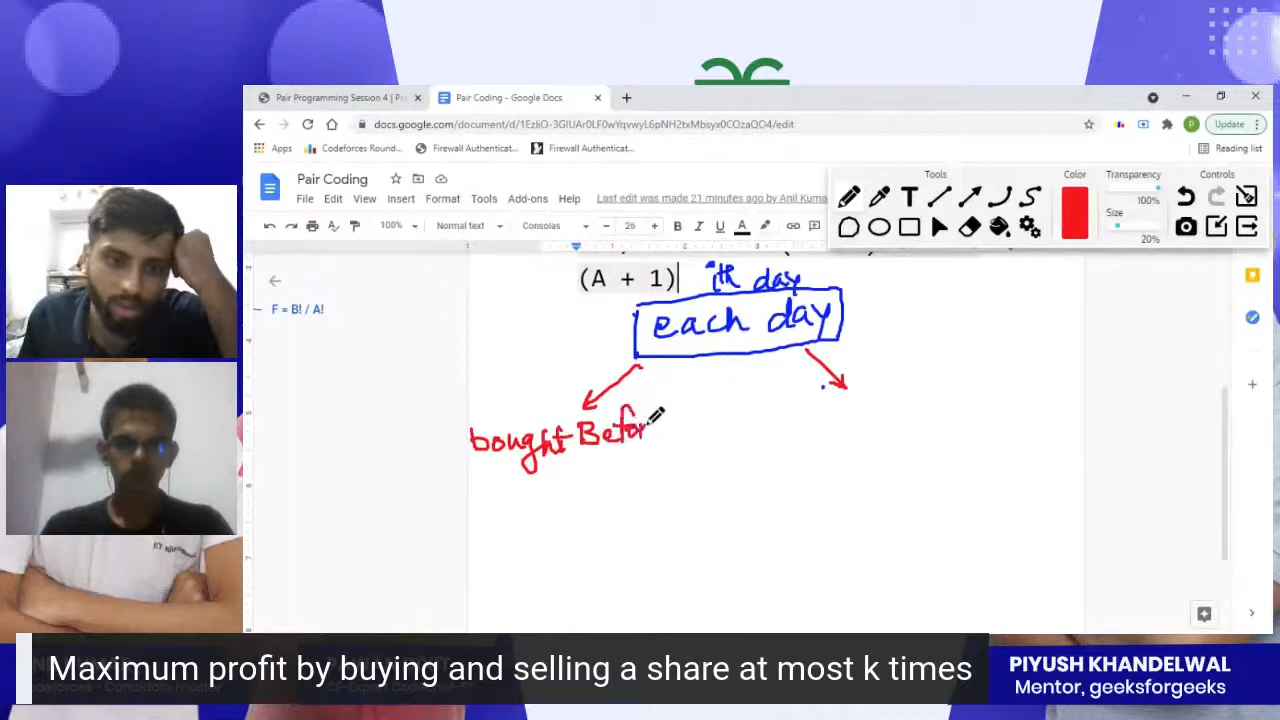 Pair Programming Session 4 | Pr
Pair Coding - Google Docs
docs.google.com/document/d/1EzliO-3GIUAr0LF0wYqvwyL6pNH2txMbsyx0COzaQO4/edit
Update
Apps
Codeforces Round...
Firewall Authenticat...
Firewall Authenticat...
Reading list
Pair Coding
File Edit View Insert Format Tools Add-ons Help
Last edit was made 21 minutes ago by Anil Kuma
Tools
Color
Transparency
Controls
100%
Size
20%
100%
Normal text
Consolas
26
F = B! / A!
(A + 1)
ith day
each day
bought Befor
Maximum profit by buying and selling a share at most k times
PIYUSH KHANDELWAL
Mentor, geeksforgeeks